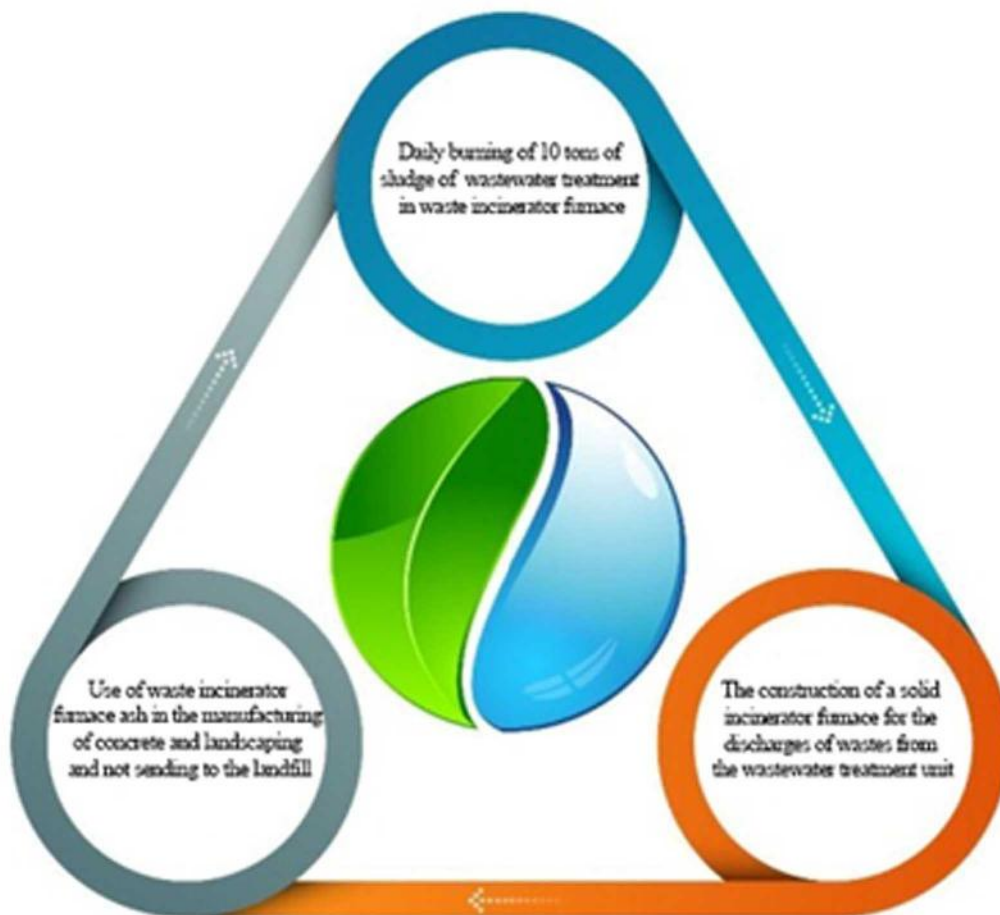 Daily burning of 10 tons of
sludge of wastewater treatment
in waste incinerator furnace
The construction of a solid
incinerator furnace for the
discharges of wastes from
the wastewater treatment unit
Use of waste incinerator
furnace ash in the manufacturing
of concrete and landscaping
and not sending to the landfill